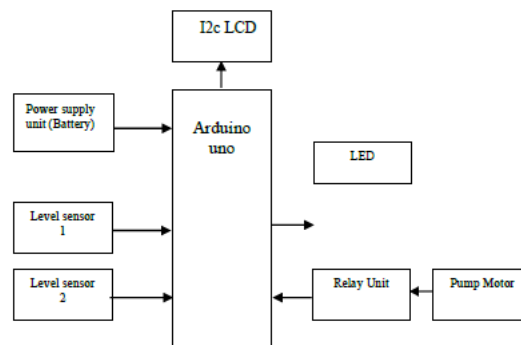 I2c LCD
Power supply
unit (Battery)
Arduino
uno
LED
Level sensor
1
Level sensor
2
Relay Unit
Pump Motor